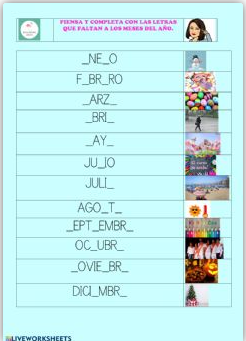 PIENSA Y COMPLETA CON LAS LETRAS
QUE FALTAN A LOS MESES DEL AÑO.
_NE_O
F_BR_RO
_ARZ_
_BRI_
_AY_
JU_IO
JULI_
AGO_T_
_EPT_EMBR_
OC_UBR_
_OVIE_BR_
DICI_MBR_
LIVEWORKSHEETS